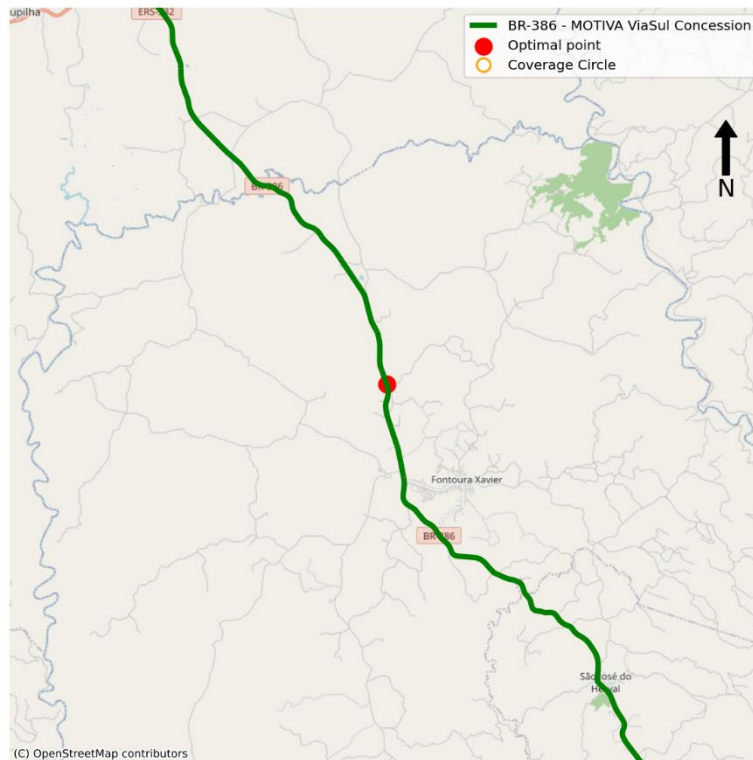 upilha
ERS-332
BR-386 - MOTIVA ViaSul Concession
Optimal point
Coverage Circle
N
BR-386
Fontoura Xavier
BR-386
São José do
Herval
(C) OpenStreetMap contributors